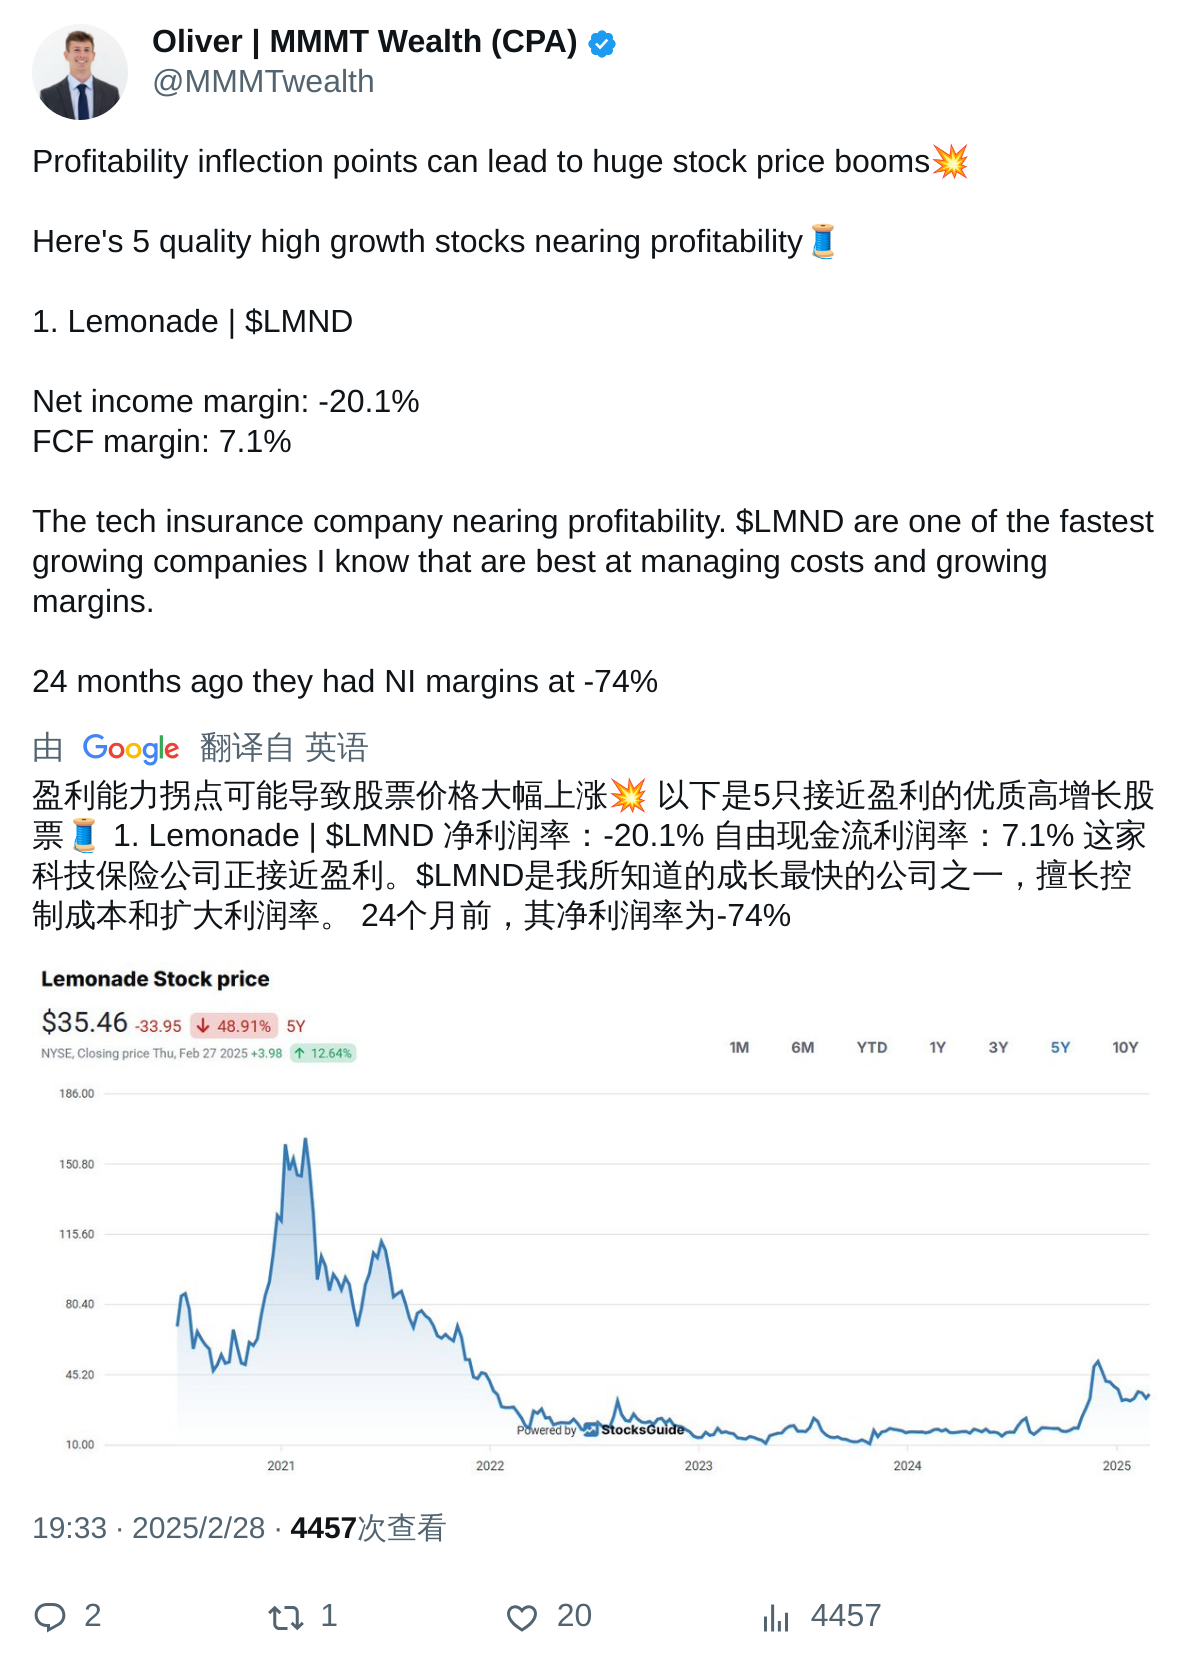 Oliver | MMMT Wealth (CPA)
@MMMTwealth
Profitability inflection points can lead to huge stock price booms💥
Here's 5 quality high growth stocks nearing profitability🧵
1. Lemonade | $LMND
Net income margin: -20.1%
FCF margin: 7.1%
The tech insurance company nearing profitability. $LMND are one of the fastest
growing companies I know that are best at managing costs and growing
margins.
24 months ago they had NI margins at -74%
由 Google 翻译自 英语
盈利能力拐点可能导致股票价格大幅上涨💥 以下是5只接近盈利的优质高增长股
票🧵 1. Lemonade | $LMND 净利润率：-20.1% 自由现金流利润率：7.1% 这家
科技保险公司正接近盈利。$LMND是我所知道的成长最快的公司之一，擅长控
制成本和扩大利润率。 24个月前，其净利润率为-74%
Lemonade Stock price
$35.46 -33.95 ↓ 48.91% 5Y
NYSE, Closing price Thu, Feb 27 2025 +3.98 ↑ 12.64%
1M 6M YTD 1Y 3Y 5Y 10Y
186.00
150.80
115.60
80.40
45.20
10.00
Powered by StocksGuide
2021 2022 2023 2024 2025
19:33 · 2025/2/28 · 4457次查看
2 1 20 4457